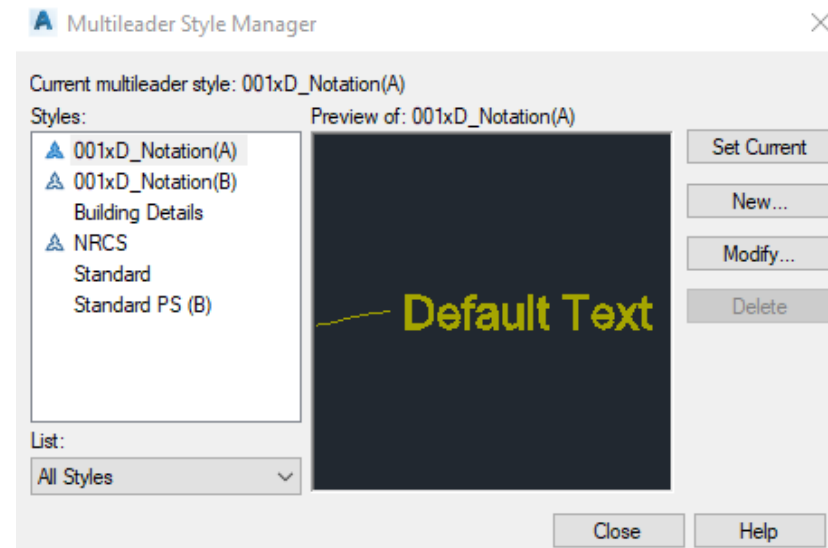 Multileader Style Manager
Current multileader style: 001xD_Notation(A)
Styles:
Preview of: 001xD_Notation(A)
001xD_Notation(A)
001xD_Notation(B)
Building Details
NRCS
Standard
Standard PS (B)
Default Text
Set Current
New...
Modify...
Delete
List:
All Styles
Close
Help